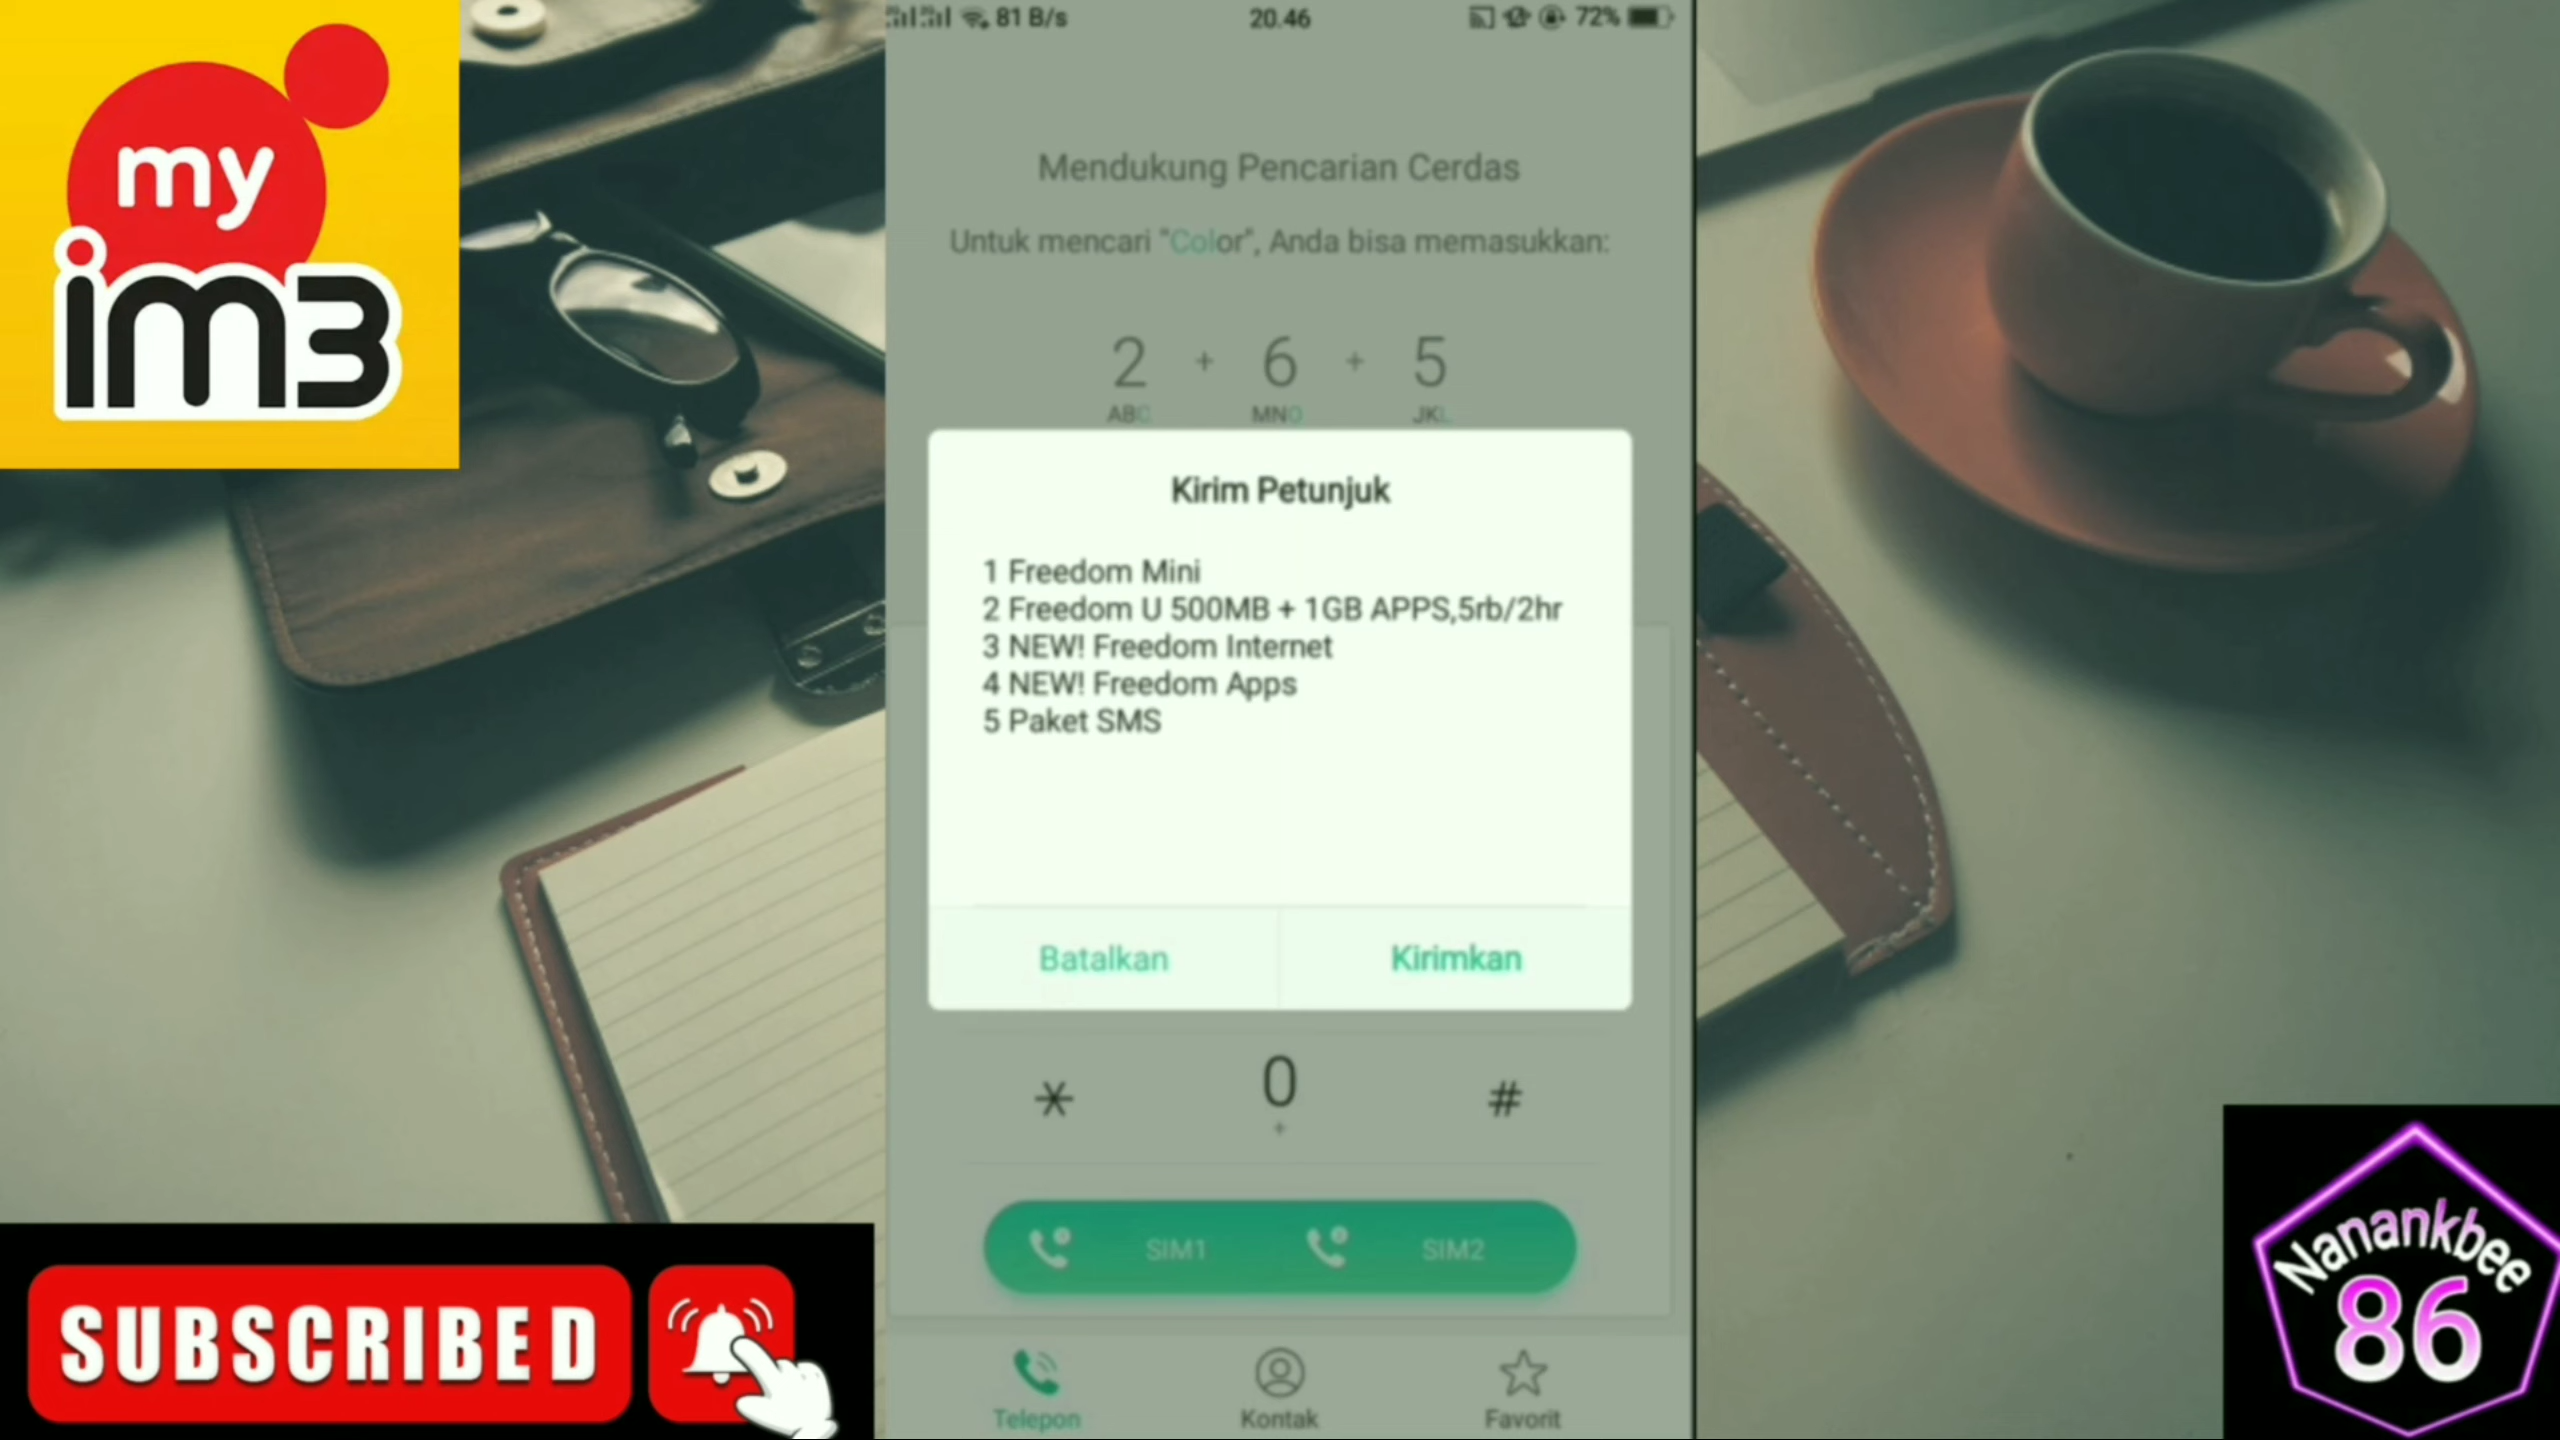 my
im3
81 B/s
20.46
72%
Mendukung Pencarian Cerdas
Untuk mencari "Color", Anda bisa memasukkan:
2 + 6 + 5
ABC MNO JKL
Kirim Petunjuk
1 Freedom Mini
2 Freedom U 500MB + 1GB APPS,5rb/2hr
3 NEW! Freedom Internet
4 NEW! Freedom Apps
5 Paket SMS
Batalkan
Kirimkan
* 0 #
+
SIM1
SIM2
Telepon
Kontak
Favorit
SUBSCRIBED
Nanankbee
86